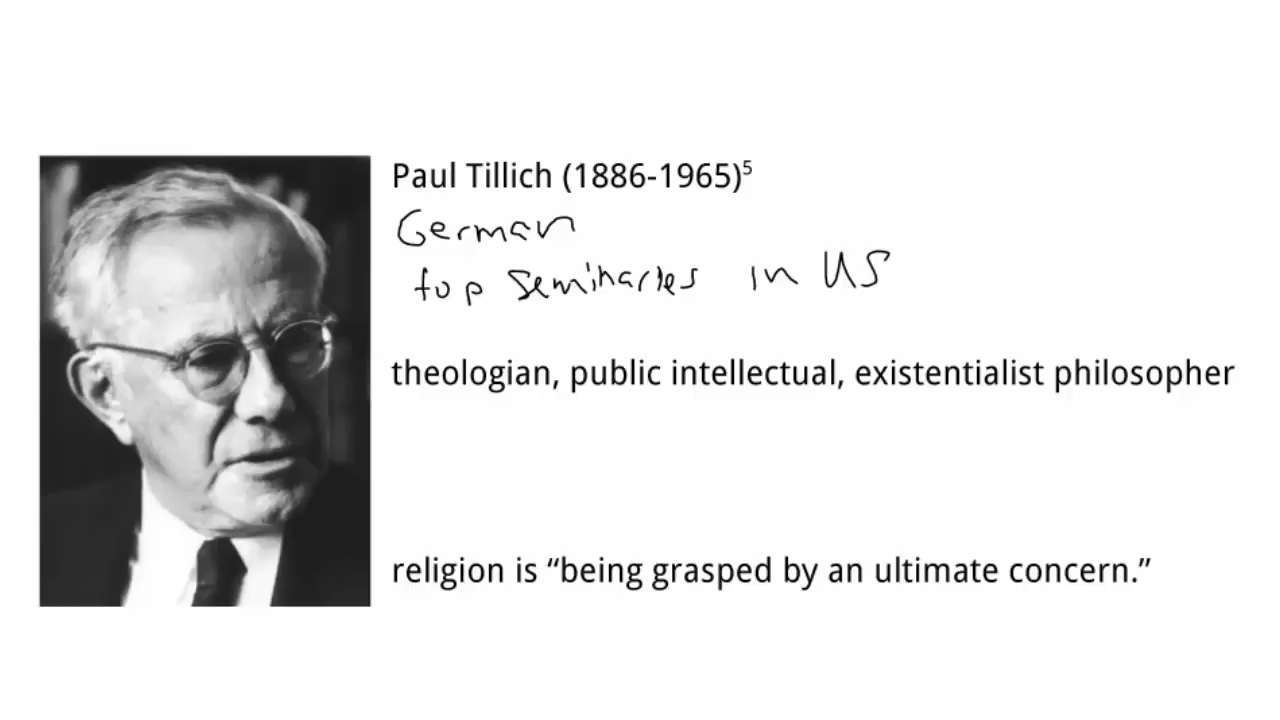 Paul Tillich (1886-1965)⁵
German
top seminaries in US
theologian, public intellectual, existentialist philosopher
religion is “being grasped by an ultimate concern.”